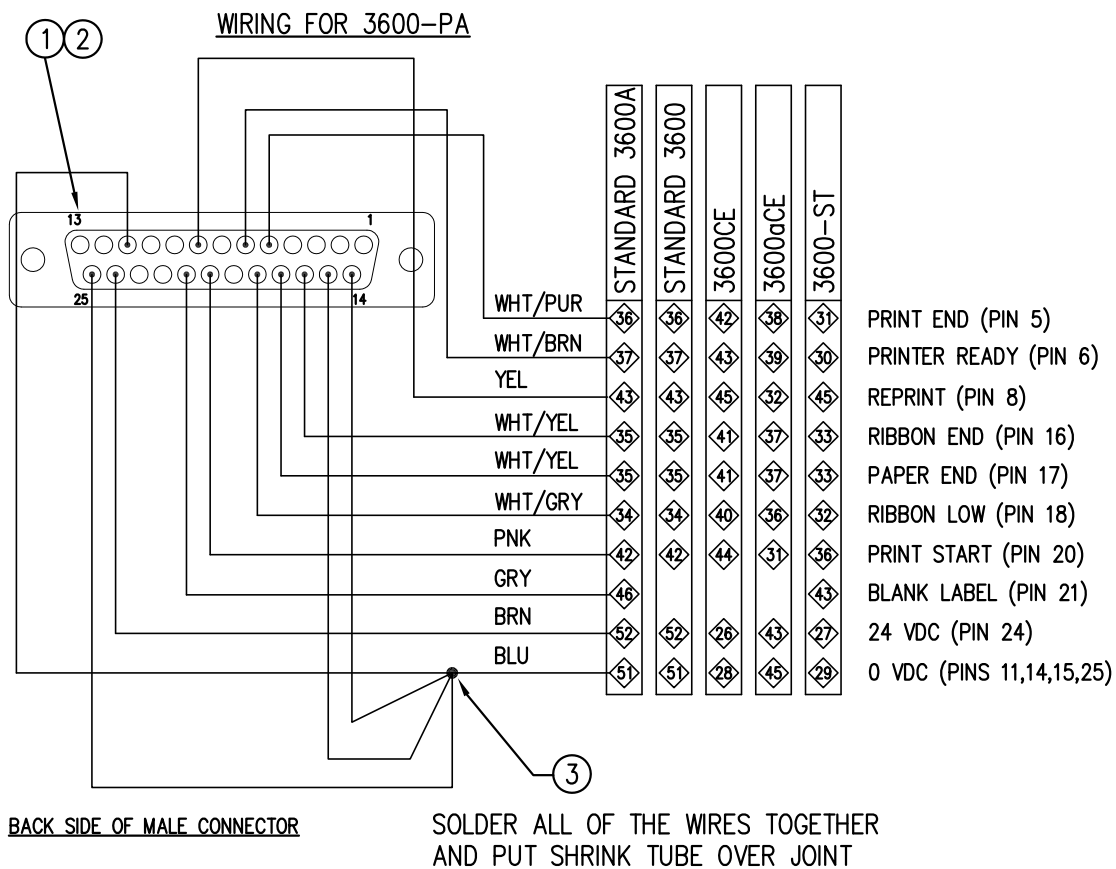 WIRING FOR 3600-PA
1 2
13 1
25 14
STANDARD 3600A
STANDARD 3600
3600CE
3600aCE
3600-ST
WHT/PUR 36 36 42 38 31 PRINT END (PIN 5)
WHT/BRN 37 37 43 39 30 PRINTER READY (PIN 6)
YEL 43 43 45 32 45 REPRINT (PIN 8)
WHT/YEL 35 35 41 37 33 RIBBON END (PIN 16)
WHT/YEL 35 35 41 37 33 PAPER END (PIN 17)
WHT/GRY 34 34 40 36 32 RIBBON LOW (PIN 18)
PNK 42 42 44 31 36 PRINT START (PIN 20)
GRY 46 43 BLANK LABEL (PIN 21)
BRN 52 52 26 43 27 24 VDC (PIN 24)
BLU 51 51 28 45 29 0 VDC (PINS 11,14,15,25)
3
BACK SIDE OF MALE CONNECTOR
SOLDER ALL OF THE WIRES TOGETHER
AND PUT SHRINK TUBE OVER JOINT